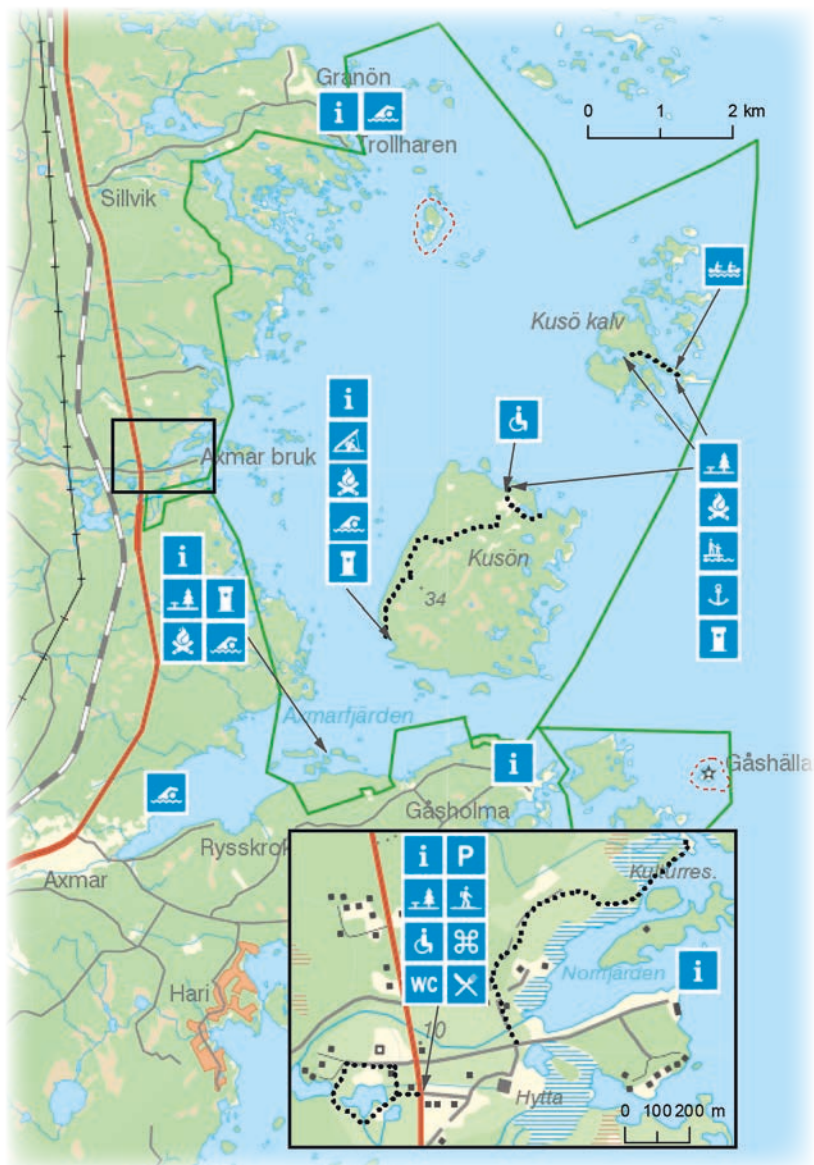 Granön
i
0 1 2 km
Trollharen
Sillvik
Kusö kalv
i
Axmar bruk
i
Kusön
34
Axmarfjärden
i
Gåshälla
Gåsholma
Rysskrok
Axmar
i P
Kulturres.
WC
i
Norrfjärden
Hari
10
Hytta
0 100 200 m